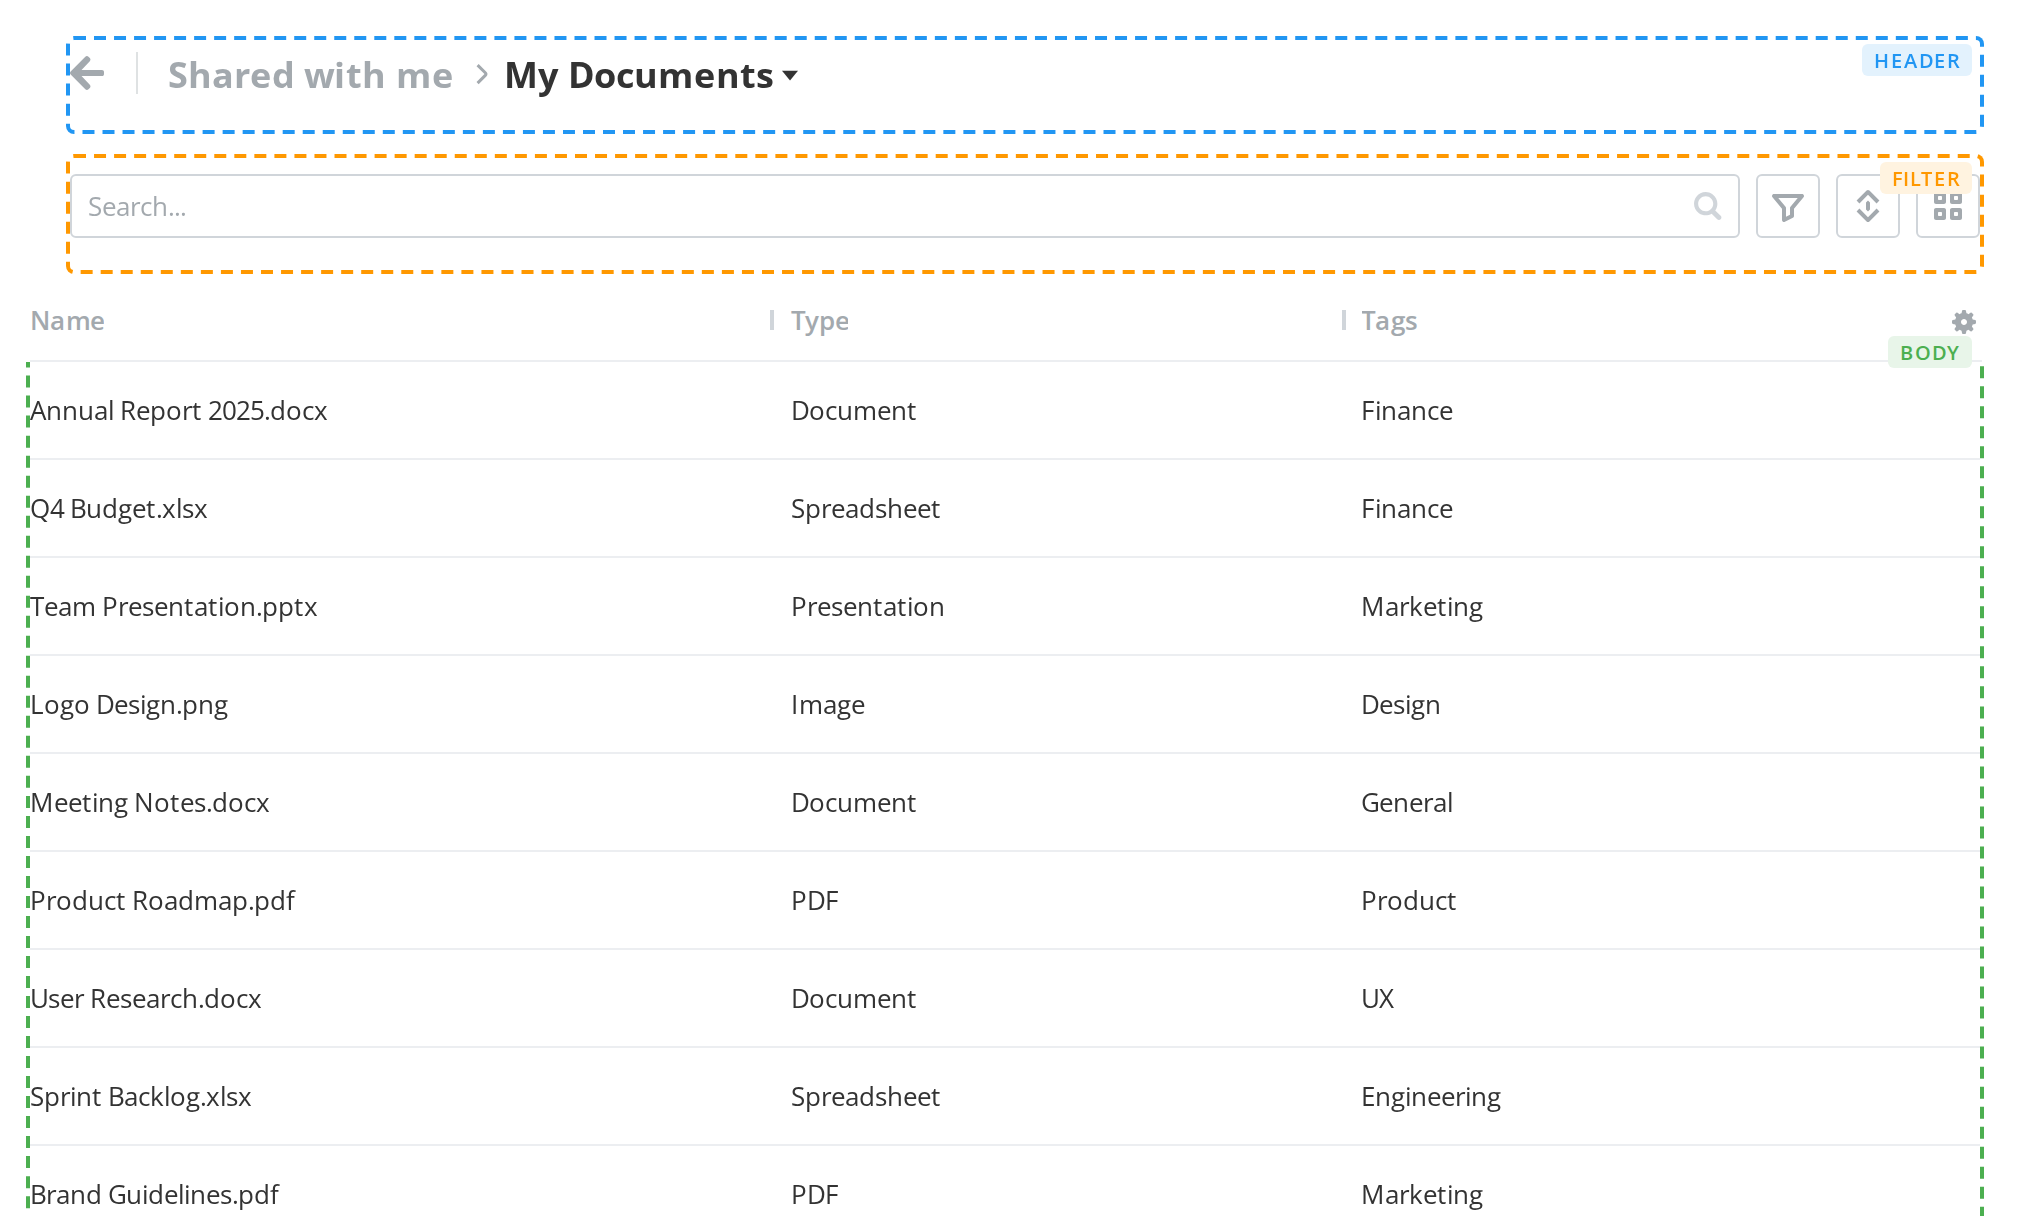 Shared with me > My Documents
HEADER
FILTER
Search...
Name Type Tags
BODY
Annual Report 2025.docx Document Finance
Q4 Budget.xlsx Spreadsheet Finance
Team Presentation.pptx Presentation Marketing
Logo Design.png Image Design
Meeting Notes.docx Document General
Product Roadmap.pdf PDF Product
User Research.docx Document UX
Sprint Backlog.xlsx Spreadsheet Engineering
Brand Guidelines.pdf PDF Marketing